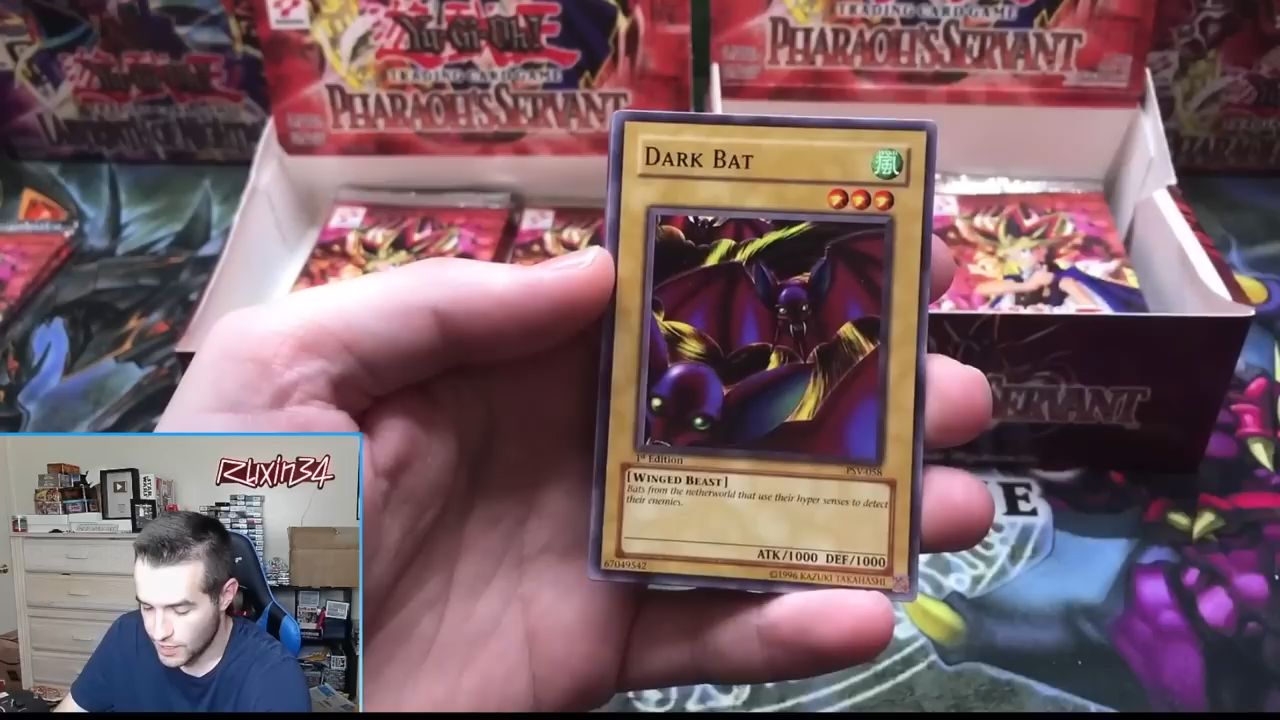 Yu-Gi-Oh!
TRADING CARD GAME
PHARAOH'S SERVANT
TRADING CARD GAME
PHARAOH'S SERVANT
SERVANT
DARK BAT
風
1st Edition
PSV-058
[WINGED BEAST]
Bats from the netherworld that use their hyper senses to detect
their enemies.
ATK/1000 DEF/1000
67049542
©1996 KAZUKI TAKAHASHI
Ruxin34